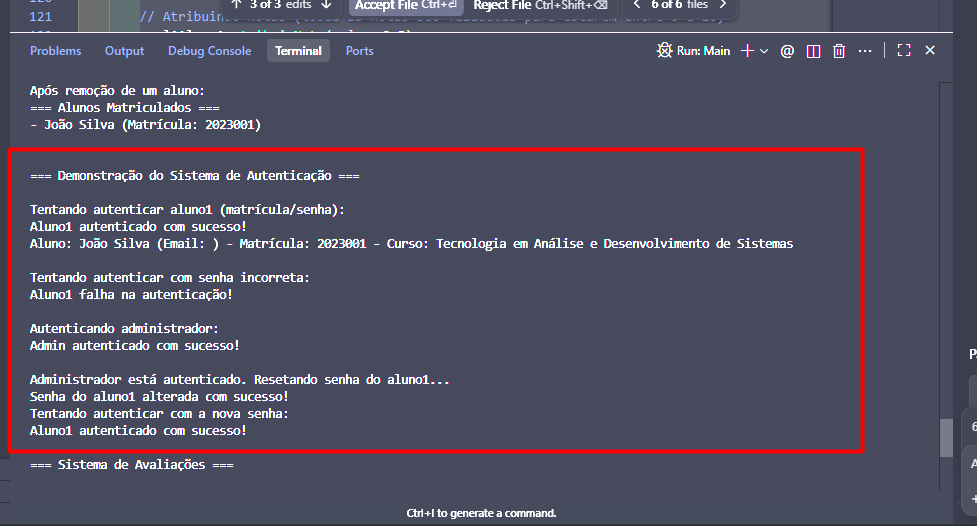 ↑ 3 of 3 edits ↓ Accept File Ctrl+⏎ Reject File Ctrl+Shift+⌫ < 6 of 6 files >
121 // Atribuindo
Problems Output Debug Console Terminal Ports Run: Main + @ ...
Após remoção de um aluno:
=== Alunos Matriculados ===
- João Silva (Matrícula: 2023001)
=== Demonstração do Sistema de Autenticação ===
Tentando autenticar aluno1 (matrícula/senha):
Aluno1 autenticado com sucesso!
Aluno: João Silva (Email: ) - Matrícula: 2023001 - Curso: Tecnologia em Análise e Desenvolvimento de Sistemas
Tentando autenticar com senha incorreta:
Aluno1 falha na autenticação!
Autenticando administrador:
Admin autenticado com sucesso!
Administrador está autenticado. Resetando senha do aluno1...
Senha do aluno1 alterada com sucesso!
Tentando autenticar com a nova senha:
Aluno1 autenticado com sucesso!
=== Sistema de Avaliações ===
Ctrl+I to generate a command.